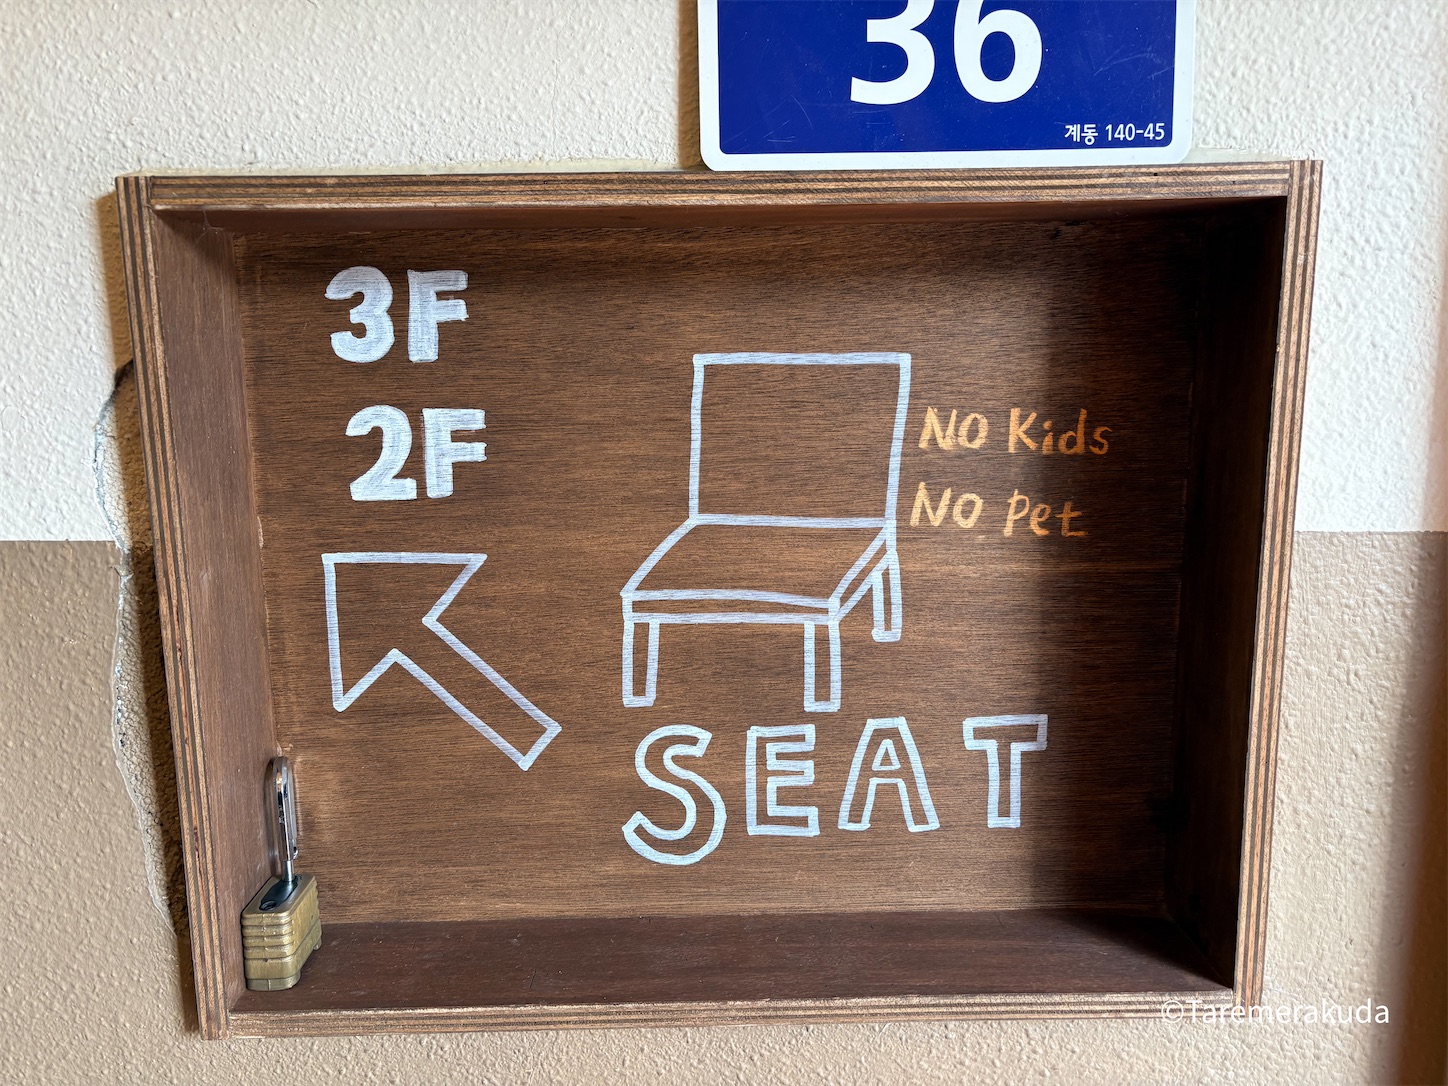 36
계동 140-45
3F
2F
NO Kids
NO Pet
SEAT
©Taremerakuda